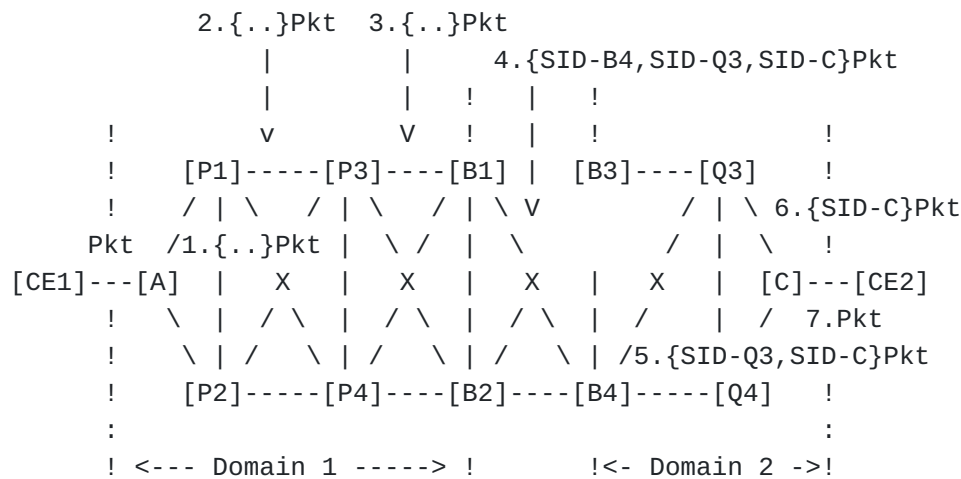 2.{..}Pkt  3.{..}Pkt
|        |     4.{SID-B4,SID-Q3,SID-C}Pkt
|        |   !   |   !
!         v        V   !   |   !              !
!    [P1]-----[P3]----[B1] |  [B3]----[Q3]    !
!    / | \   / | \   / | \ V         / | \ 6.{SID-C}Pkt
Pkt  /1.{..}Pkt |  \ /  |  \         /  |  \   !
[CE1]---[A]  |   X   |   X   |   X   |   X   |  [C]---[CE2]
!   \  |  / \  |  / \  |  / \  |  /    |  /  7.Pkt
!    \ | /   \ | /   \ | /   \ | /5.{SID-Q3,SID-C}Pkt
!    [P2]-----[P4]----[B2]----[B4]-----[Q4]   !
:                                             :
! <--- Domain 1 -----> !       !<- Domain 2 ->!